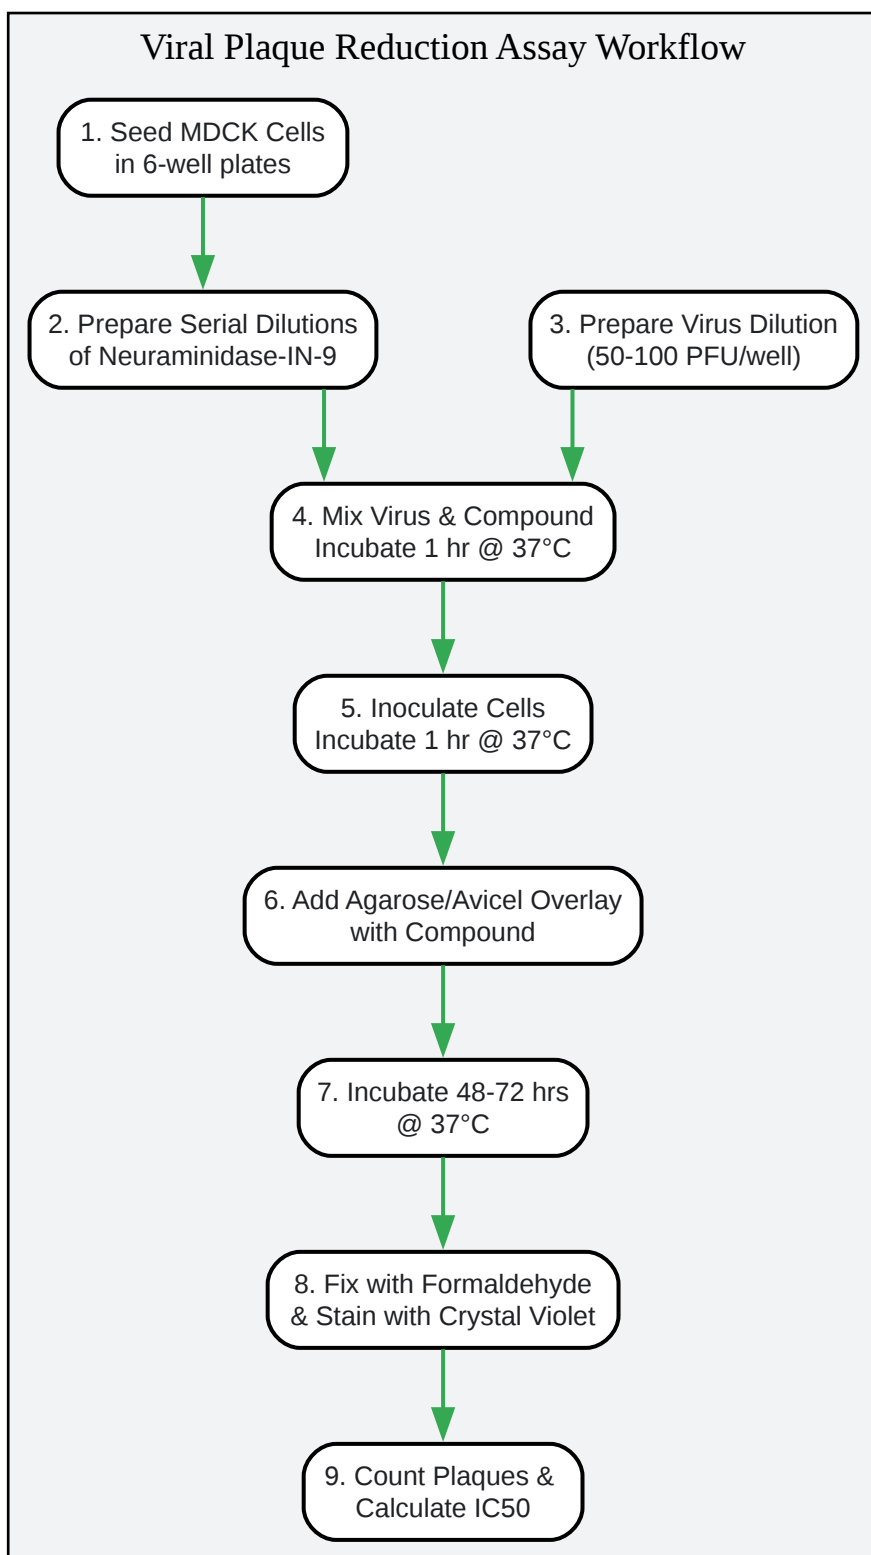 Viral Plaque Reduction Assay Workflow
1. Seed MDCK Cells
in 6-well plates
2. Prepare Serial Dilutions
of Neuraminidase-IN-9
3. Prepare Virus Dilution
(50-100 PFU/well)
4. Mix Virus & Compound
Incubate 1 hr @ 37°C
5. Inoculate Cells
Incubate 1 hr @ 37°C
6. Add Agarose/Avicel Overlay
with Compound
7. Incubate 48-72 hrs
@ 37°C
8. Fix with Formaldehyde
& Stain with Crystal Violet
9. Count Plaques &
Calculate IC50